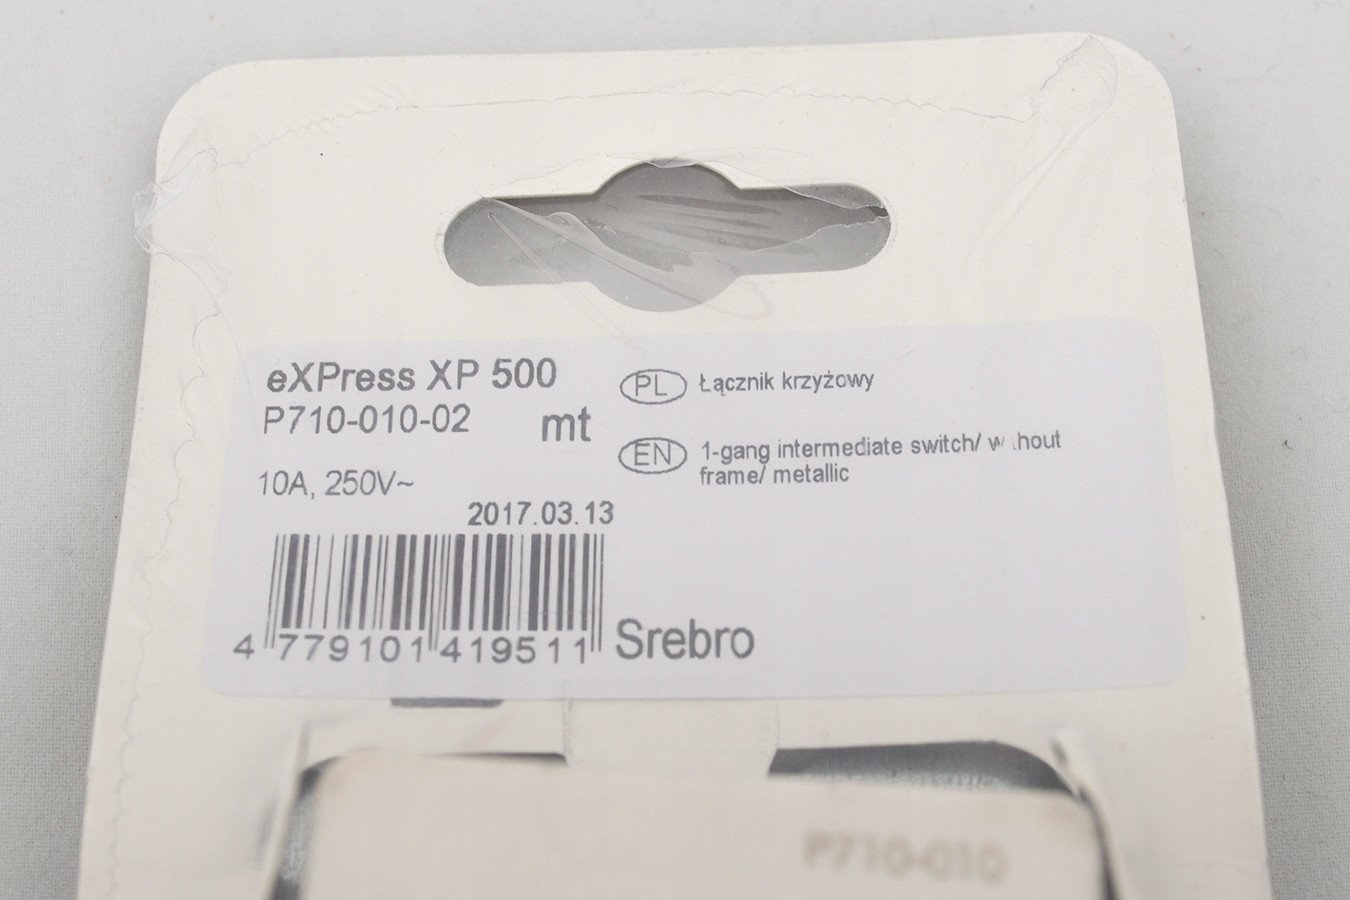 eXPress XP 500
P710-010-02 mt
10A, 250V~
2017.03.13
4 779101 419511
Srebro
PL Łącznik krzyżowy
EN 1-gang intermediate switch/ w hout
frame/ metallic
P710-010